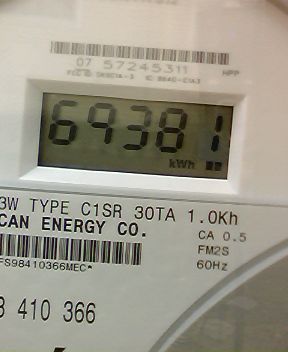 07 57245311
HPP
69381
kWh
3W TYPE C1SR 30TA 1.0Kh
CAN ENERGY CO.
CA 0.5
FM2S
60Hz
FS98410366MEC*
3 410 366